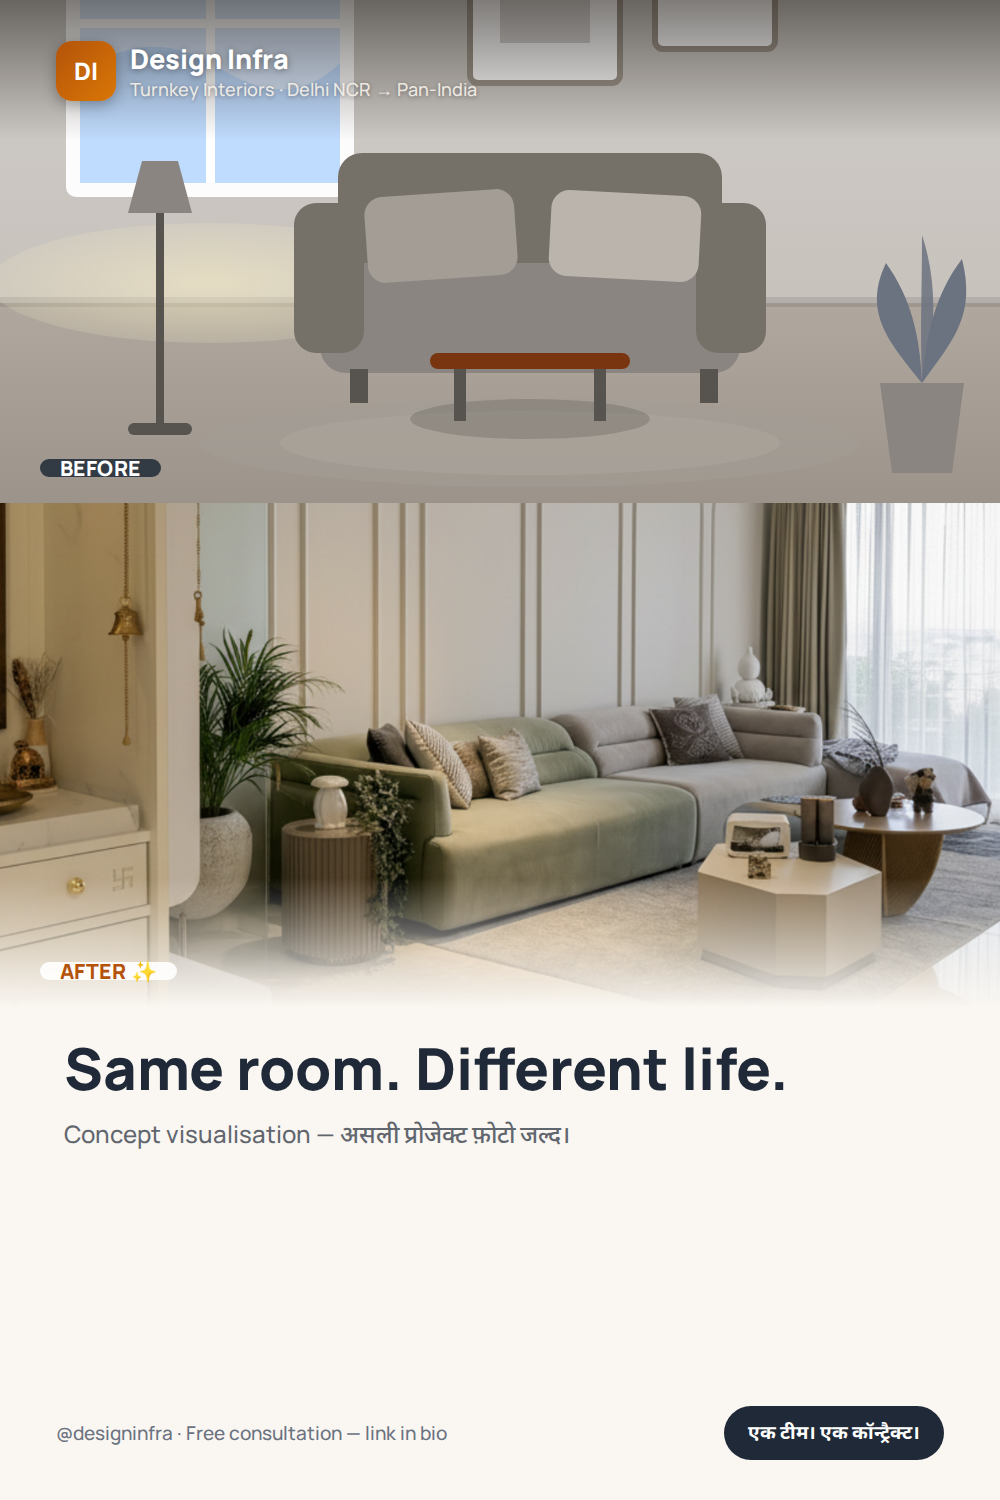 DI
Design Infra
Turnkey Interiors · Delhi NCR → Pan-India
BEFORE
AFTER ✨
Same room. Different life.
Concept visualisation — असली प्रोजेक्ट फ़ोटो जल्द।
@designinfra · Free consultation — link in bio
एक टीम। एक कॉन्ट्रैक्ट।